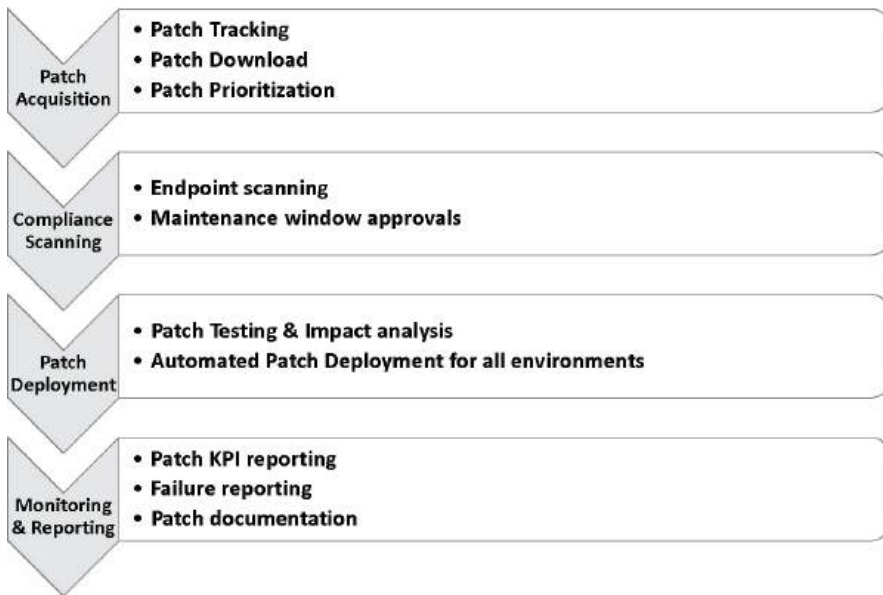 Patch
Acquisition
• Patch Tracking
• Patch Download
• Patch Prioritization
Compliance
Scanning
• Endpoint scanning
• Maintenance window approvals
Patch
Deployment
• Patch Testing & Impact analysis
• Automated Patch Deployment for all environments
Monitoring
& Reporting
• Patch KPI reporting
• Failure reporting
• Patch documentation